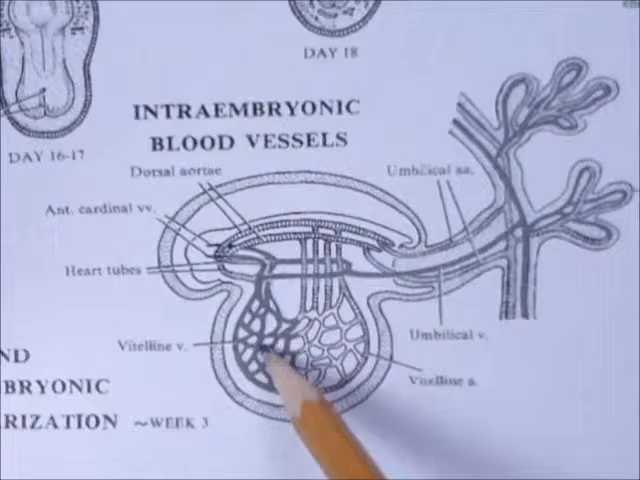 DAY 18
DAY 16-17
INTRAEMBRYONIC
BLOOD VESSELS
Dorsal aortae
Umbilical aa.
Ant. cardinal vv.
Heart tubes
Umbilical v.
Vitelline v.
Vitelline a.
ND
BRYONIC
RIZATION ~WEEK 3